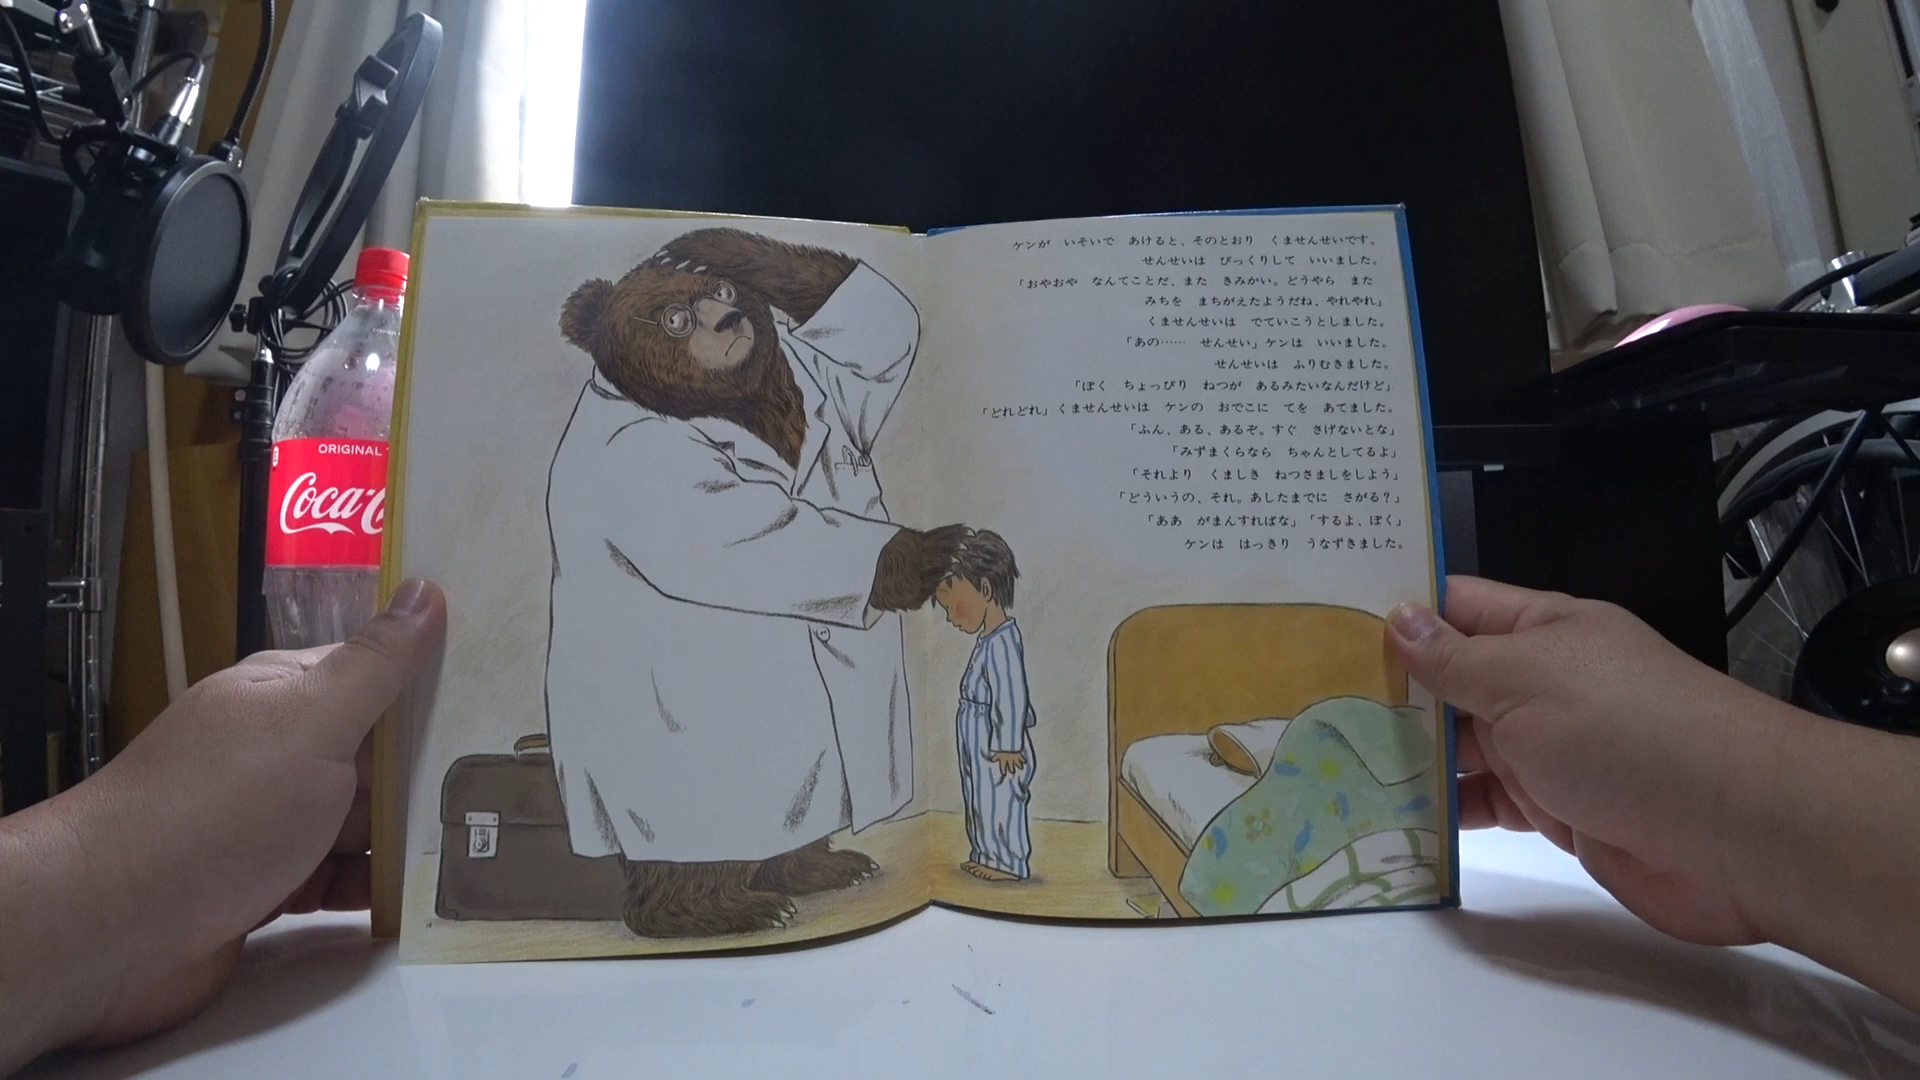 ケンが いそいで あけると、そのとおり くませんせいです。
せんせいは びっくりして いいました。
「おやおや なんてことだ、また きみかい。どうやら また
みちを まちがえたようだね、やれやれ」
くませんせいは でていこうとしました。
「あの…… せんせい」ケンは いいました。
せんせいは ふりむきました。
「ぼく ちょっぴり ねつが あるみたいなんだけど」
「どれどれ」くませんせいは ケンの おでこに てを あてました。
「ふん、ある、あるぞ。すぐ さげないとな」
「みずまくらなら ちゃんとしてるよ」
「それより くましき ねつさましをしよう」
「どういうの、それ。あしたまでに さがる？」
「ああ がまんすればな」「するよ、ぼく」
ケンは はっきり うなずきました。
ORIGINAL
Coca-C